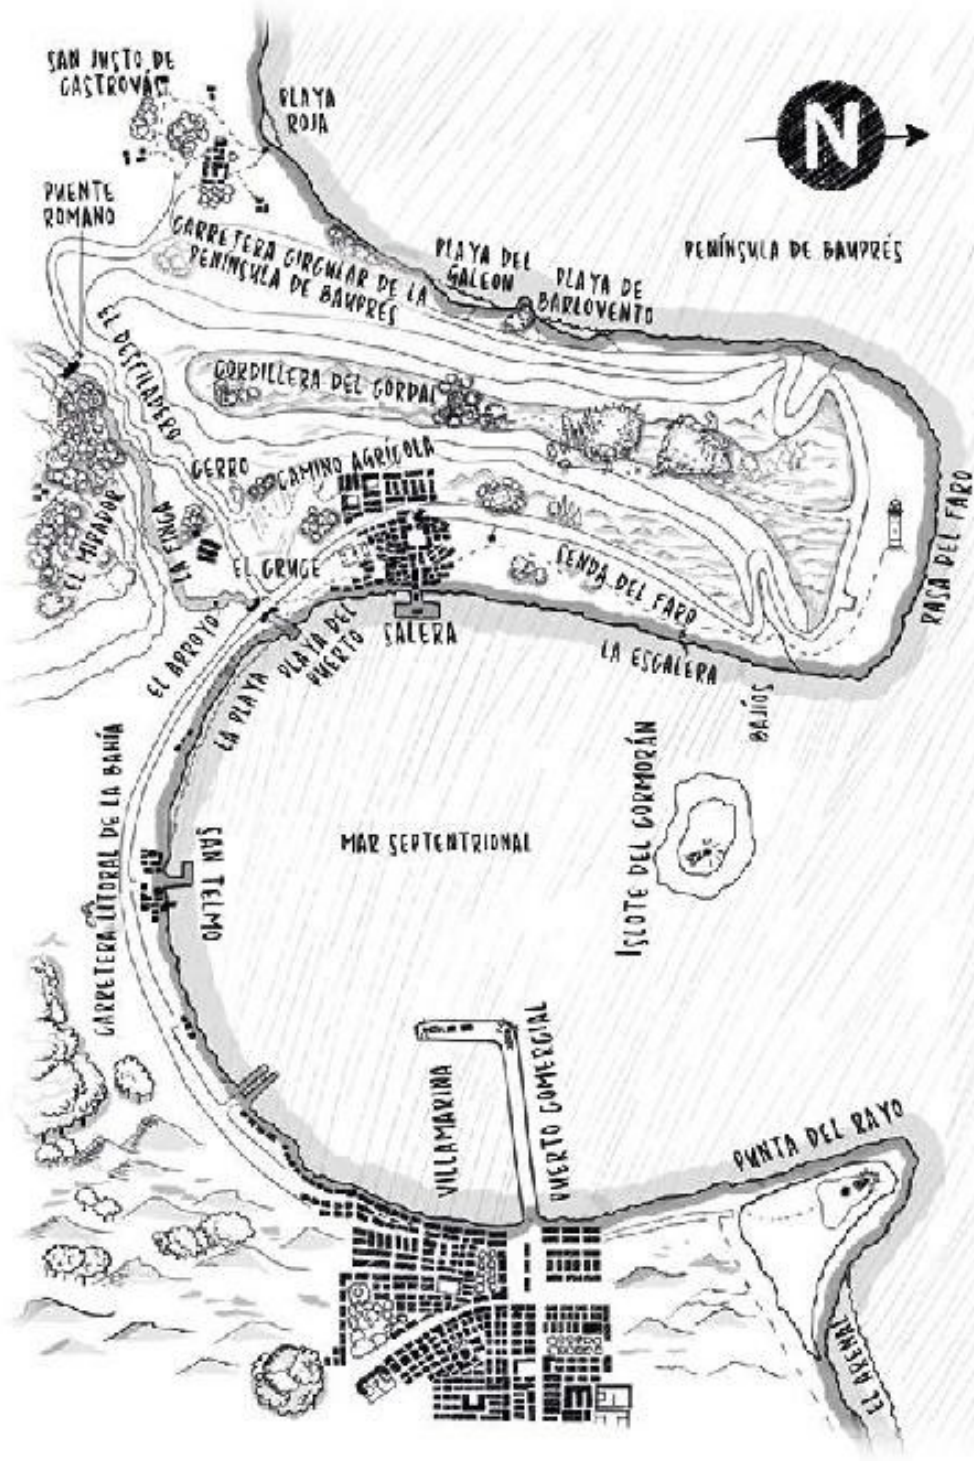 SAN JUSTO DE
CASTROVÁS
PLAYA
ROJA
N
PUENTE
ROMANO
CARRETERA CIRCULAR DE LA
PENÍNSULA DE BAUPRÉS
PLAYA DEL
GALEON
PLAYA DE
BARLOVENTO
PENÍNSULA DE BAUPRÉS
EL DESFILADERO
CORDILLERA DEL CORDAL
CERRO
CAMINO AGRÍCOLA
EL MIRADOR
LA FINCA
EL CRUCE
SENDA DEL FARO
RASA DEL FARO
EL ARROYO
PLAYA DEL
PUERTO
SALERA
LA ESCALERA
LA PLAYA
BAJÍOS
CARRETERA LITORAL DE LA BAHÍA
SAN TELMO
MAR SEPTENTRIONAL
ISLOTE DEL CORMORÁN
VILLAMARINA
PUERTO COMERCIAL
PUNTA DEL RAYO
EL ARENAL